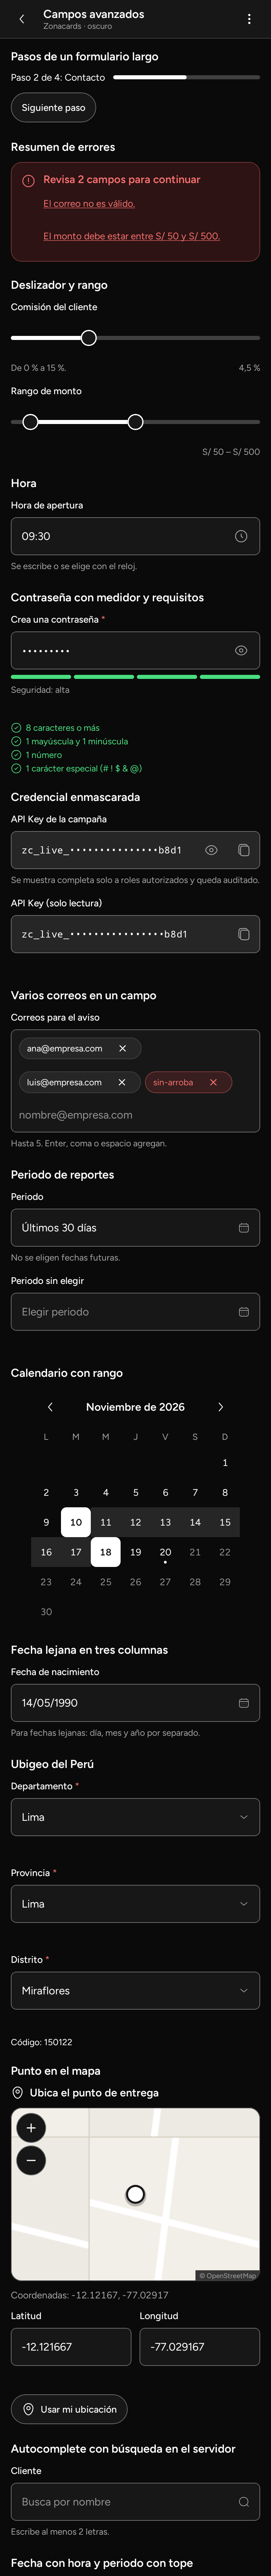 Campos avanzados
Zonacards · oscuro
Pasos de un formulario largo
Paso 2 de 4: Contacto
Siguiente paso
Resumen de errores
Revisa 2 campos para continuar
El correo no es válido.
El monto debe estar entre S/ 50 y S/ 500.
Deslizador y rango
Comisión del cliente
De 0 % a 15 %.
4,5 %
Rango de monto
S/ 50 – S/ 500
Hora
Hora de apertura
09:30
Se escribe o se elige con el reloj.
Contraseña con medidor y requisitos
Crea una contraseña *
•••••••••
Seguridad: alta
8 caracteres o más
1 mayúscula y 1 minúscula
1 número
1 carácter especial (# ! $ & @)
Credencial enmascarada
API Key de la campaña
zc_live_••••••••••••••••b8d1
Se muestra completa solo a roles autorizados y queda auditado.
API Key (solo lectura)
zc_live_••••••••••••••••b8d1
Varios correos en un campo
Correos para el aviso
ana@empresa.com
luis@empresa.com
sin-arroba
nombre@empresa.com
Hasta 5. Enter, coma o espacio agregan.
Periodo de reportes
Periodo
Últimos 30 días
No se eligen fechas futuras.
Periodo sin elegir
Elegir periodo
Calendario con rango
Noviembre de 2026
L M M J V S D
1
2 3 4 5 6 7 8
9 10 11 12 13 14 15
16 17 18 19 20 21 22
23 24 25 26 27 28 29
30
Fecha lejana en tres columnas
Fecha de nacimiento
14/05/1990
Para fechas lejanas: día, mes y año por separado.
Ubigeo del Perú
Departamento *
Lima
Provincia *
Lima
Distrito *
Miraflores
Código: 150122
Punto en el mapa
Ubica el punto de entrega
+
−
© OpenStreetMap
Coordenadas: -12.12167, -77.02917
Latitud
Longitud
-12.121667
-77.029167
Usar mi ubicación
Autocomplete con búsqueda en el servidor
Cliente
Busca por nombre
Escribe al menos 2 letras.
Fecha con hora y periodo con tope